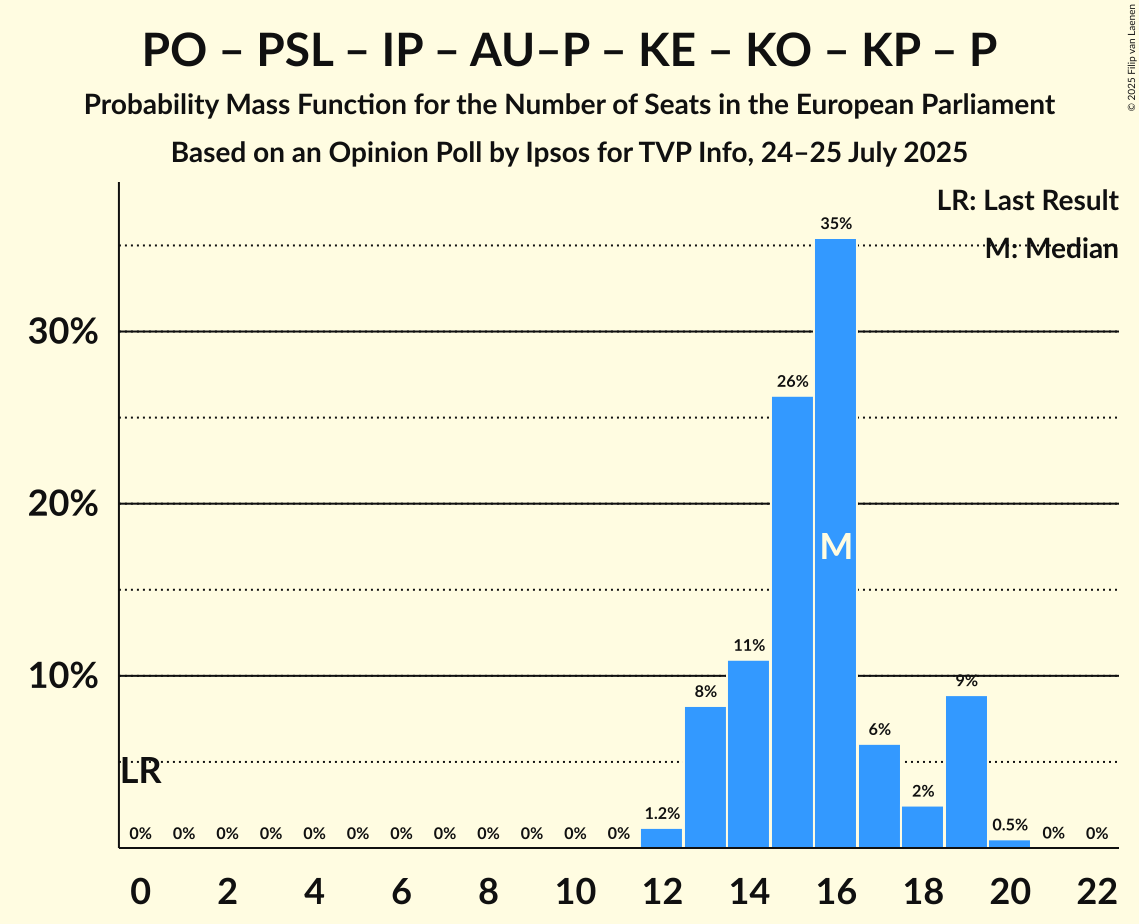 PO – PSL – IP – AU–P – KE – KO – KP – P
Probability Mass Function for the Number of Seats in the European Parliament
Based on an Opinion Poll by Ipsos for TVP Info, 24–25 July 2025
© 2025 Filip van Laenen
LR: Last Result
M: Median
35%
30%
26%
20%
M
11%
10%
8%
9%
6%
LR
2%
0% 0% 0% 0% 0% 0% 0% 0% 0% 0% 0% 0% 1.2% 0.5% 0% 0%
0 2 4 6 8 10 12 14 16 18 20 22